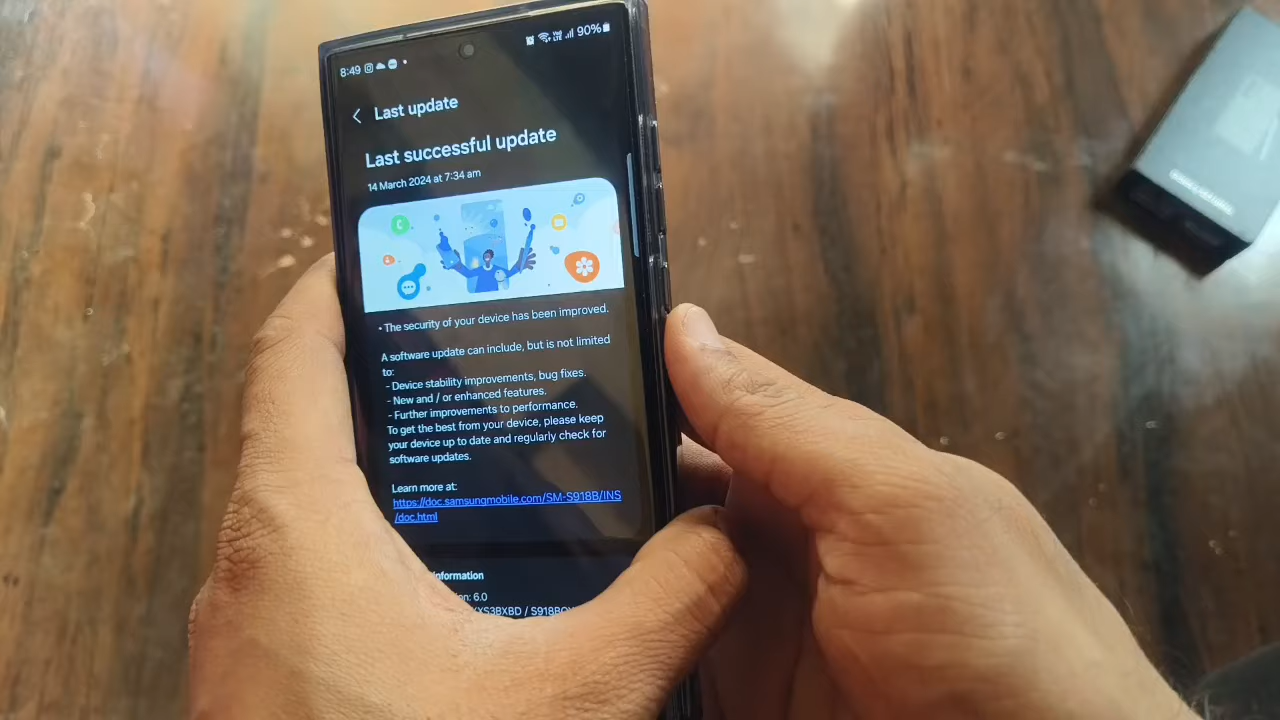 8:49
90%
Last update
Last successful update
14 March 2024 at 7:34 am
• The security of your device has been improved.
A software update can include, but is not limited
to:
- Device stability improvements, bug fixes.
- New and / or enhanced features.
- Further improvements to performance.
To get the best from your device, please keep
your device up to date and regularly check for
software updates.
Learn more at:
https://doc.samsungmobile.com/SM-S918B/INS
/doc.html
6.0